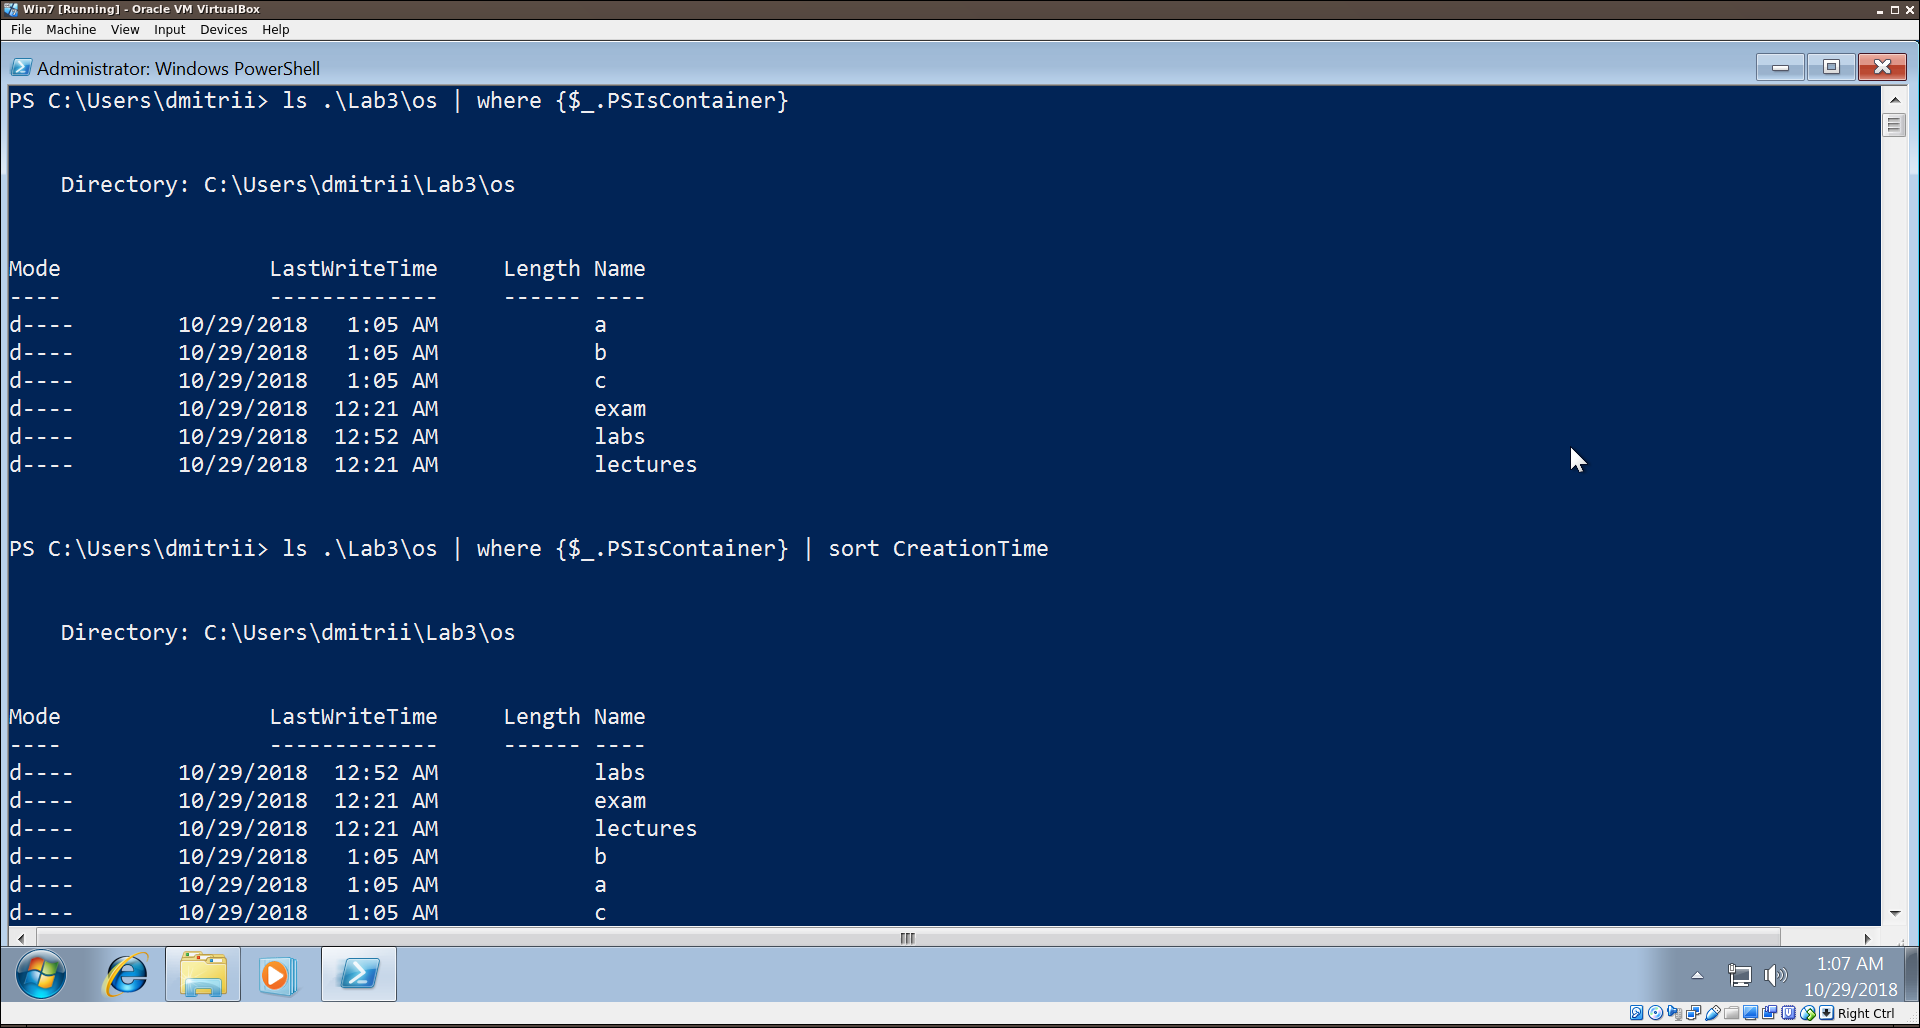 Win7 [Running] - Oracle VM VirtualBox
File Machine View Input Devices Help
Administrator: Windows PowerShell
PS C:\Users\dmitrii> ls .\Lab3\os | where {$_.PSIsContainer}
Directory: C:\Users\dmitrii\Lab3\os
Mode LastWriteTime Length Name
---- ------------- ------ ----
d---- 10/29/2018 1:05 AM a
d---- 10/29/2018 1:05 AM b
d---- 10/29/2018 1:05 AM c
d---- 10/29/2018 12:21 AM exam
d---- 10/29/2018 12:52 AM labs
d---- 10/29/2018 12:21 AM lectures
PS C:\Users\dmitrii> ls .\Lab3\os | where {$_.PSIsContainer} | sort CreationTime
Directory: C:\Users\dmitrii\Lab3\os
Mode LastWriteTime Length Name
---- ------------- ------ ----
d---- 10/29/2018 12:52 AM labs
d---- 10/29/2018 12:21 AM exam
d---- 10/29/2018 12:21 AM lectures
d---- 10/29/2018 1:05 AM b
d---- 10/29/2018 1:05 AM a
d---- 10/29/2018 1:05 AM c
1:07 AM
10/29/2018
Right Ctrl